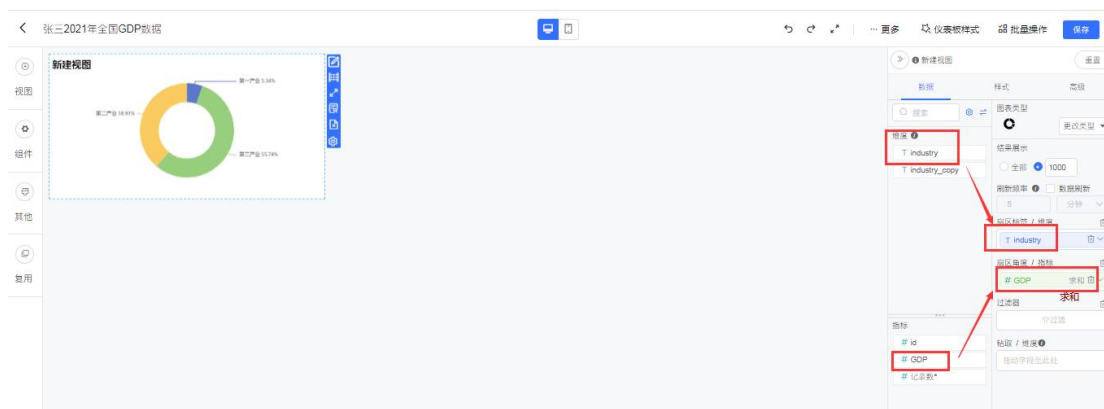 张三2021年全国GDP数据
更多
仪表板样式
批量操作
保存
视图
组件
其他
复用
新建视图
第一产业
第二产业
第三产业 55.74%
新建视图
重置
数据
样式
高级
搜索
图表类型
更改类型
维度
T industry
T industry_copy
结果展示
全部
1000
刷新频率
数据刷新
5
分钟
扇区标签 / 维度
T industry
扇区角度 / 指标
# GDP
求和
求和
过滤器
过滤
钻取 / 维度
拖动字段至此处
指标
# id
# GDP
# 记录数*